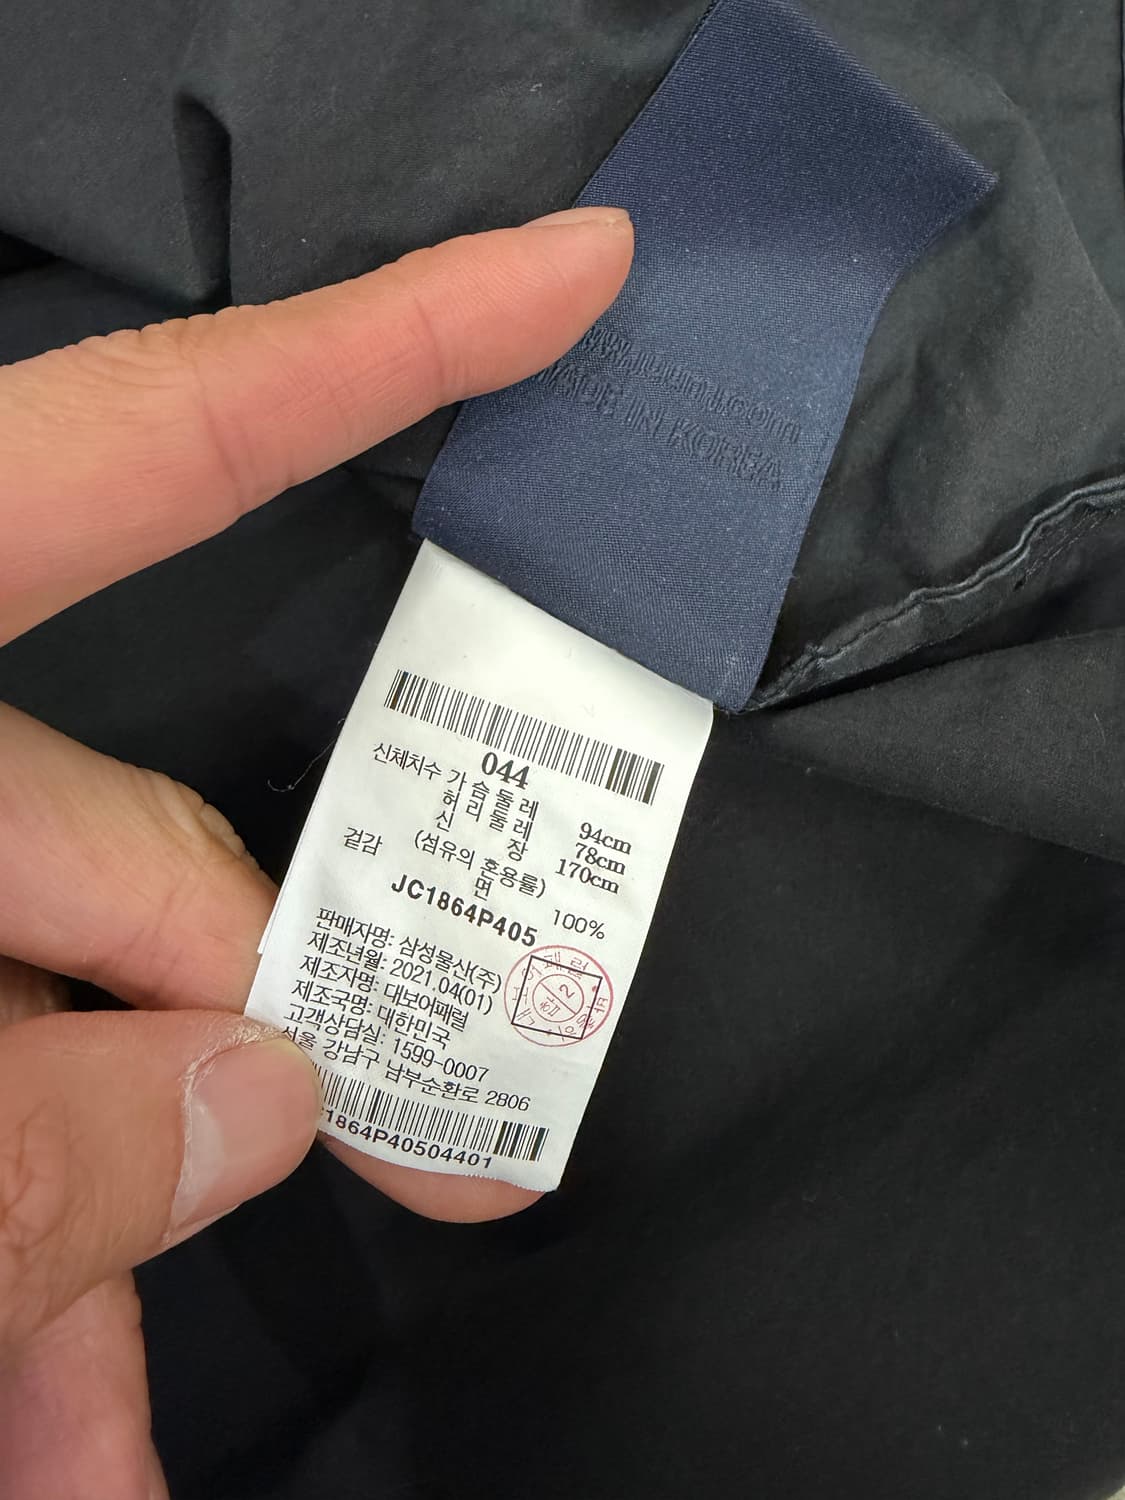 MADE IN KOREA
044
신체치수 가 슴 둘 레 94cm
허 리 둘 레 78cm
신 장 170cm
겉감 (섬유의 혼용률)
면 100%
JC1864P405
판매자명: 삼성물산(주)
제조년월: 2021.04(01)
제조자명: 대보어패럴
제조국명: 대한민국
고객상담실: 1599-0007
서울 강남구 남부순환로 2806
1864P40504401